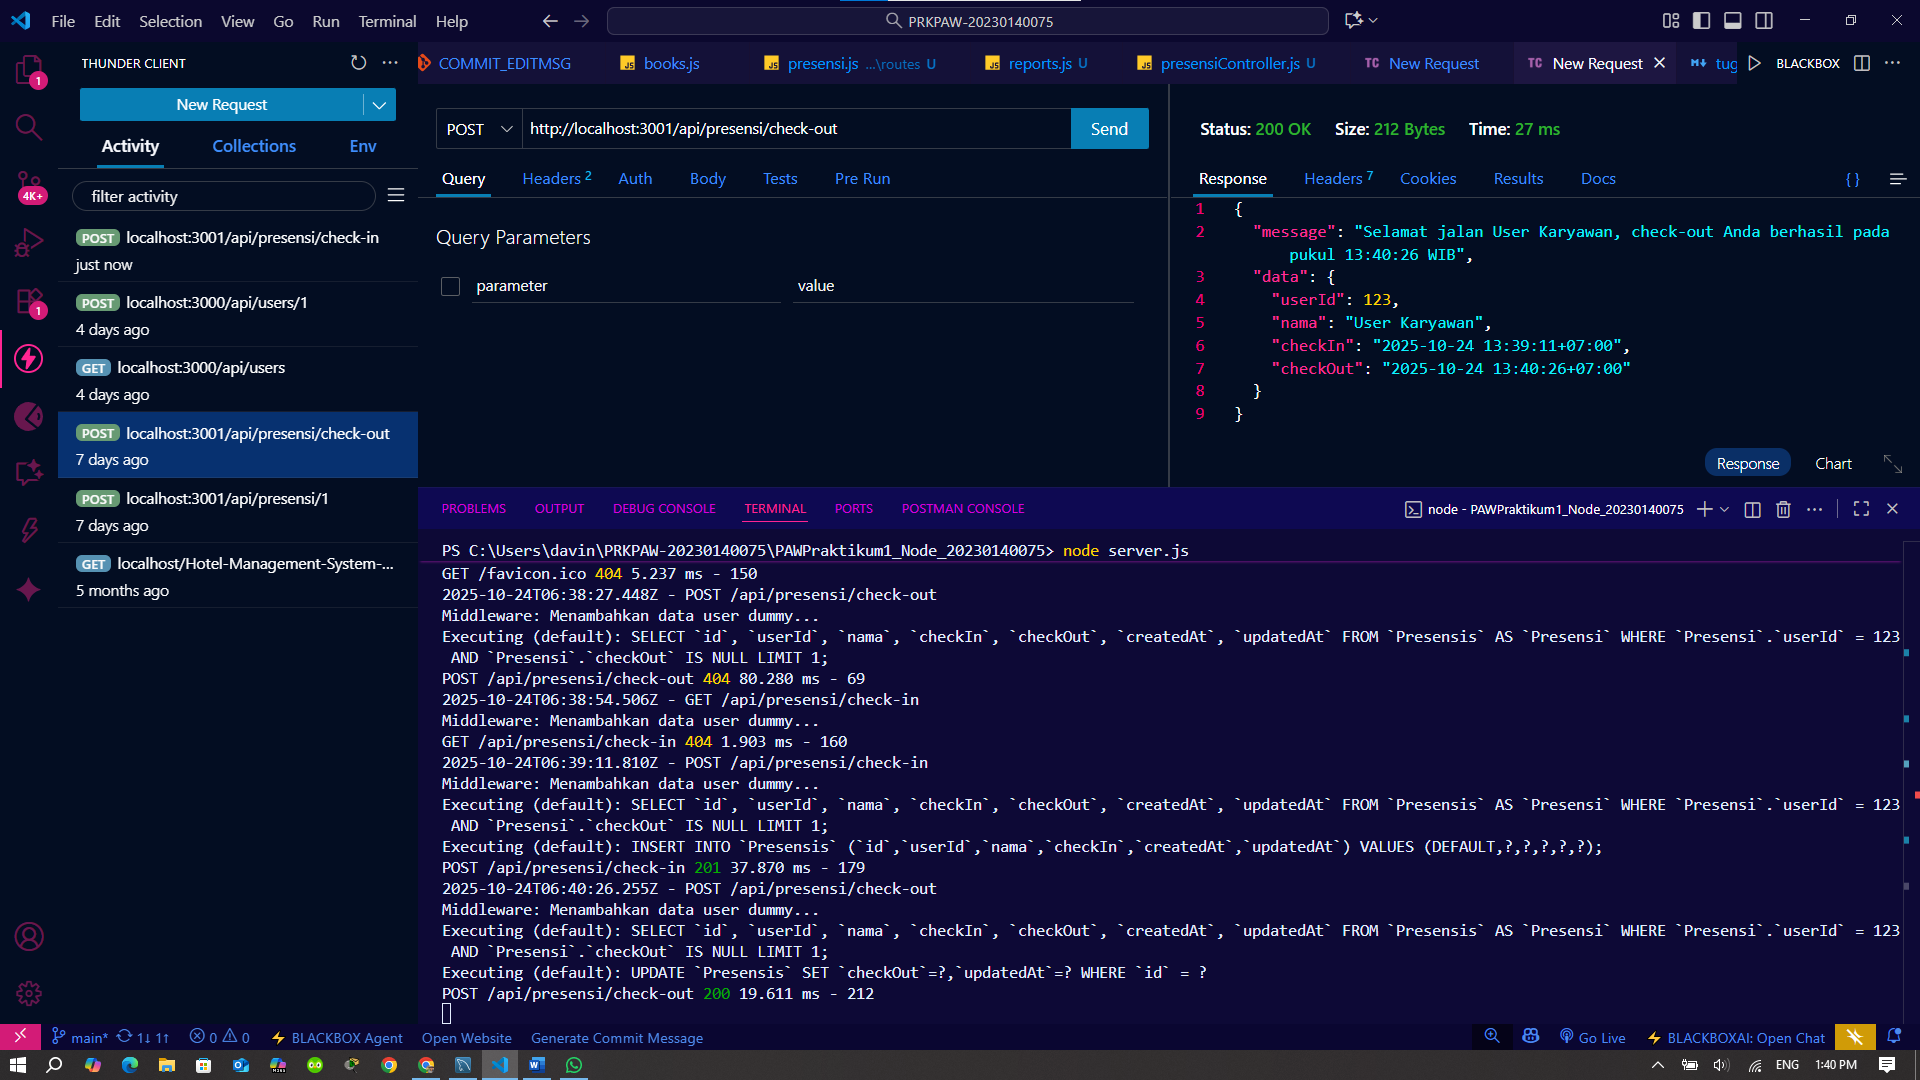 File Edit Selection View Go Run Terminal Help
PRKPAW-20230140075
THUNDER CLIENT
New Request
Activity Collections Env
filter activity
POST localhost:3001/api/presensi/check-in
just now
POST localhost:3000/api/users/1
4 days ago
GET localhost:3000/api/users
4 days ago
POST localhost:3001/api/presensi/check-out
7 days ago
POST localhost:3001/api/presensi/1
7 days ago
GET localhost/Hotel-Management-System-...
5 months ago
1
4K+
1
COMMIT_EDITMSG JS books.js JS presensi.js ...\routes U JS reports.js U JS presensiController.js U TC New Request TC New Request tug BLACKBOX
POST http://localhost:3001/api/presensi/check-out Send
Query Headers 2 Auth Body Tests Pre Run
Query Parameters
parameter value
Status: 200 OK Size: 212 Bytes Time: 27 ms
Response Headers 7 Cookies Results Docs { }
1 {
2 "message": "Selamat jalan User Karyawan, check-out Anda berhasil pada
pukul 13:40:26 WIB",
3 "data": {
4 "userId": 123,
5 "nama": "User Karyawan",
6 "checkIn": "2025-10-24 13:39:11+07:00",
7 "checkOut": "2025-10-24 13:40:26+07:00"
8 }
9 }
Response Chart
PROBLEMS OUTPUT DEBUG CONSOLE TERMINAL PORTS POSTMAN CONSOLE
node - PAWPraktikum1_Node_20230140075
PS C:\Users\davin\PRKPAW-20230140075\PAWPraktikum1_Node_20230140075> node server.js
GET /favicon.ico 404 5.237 ms - 150
2025-10-24T06:38:27.448Z - POST /api/presensi/check-out
Middleware: Menambahkan data user dummy...
Executing (default): SELECT `id`, `userId`, `nama`, `checkIn`, `checkOut`, `createdAt`, `updatedAt` FROM `Presensis` AS `Presensi` WHERE `Presensi`.`userId` = 123
AND `Presensi`.`checkOut` IS NULL LIMIT 1;
POST /api/presensi/check-out 404 80.280 ms - 69
2025-10-24T06:38:54.506Z - GET /api/presensi/check-in
Middleware: Menambahkan data user dummy...
GET /api/presensi/check-in 404 1.903 ms - 160
2025-10-24T06:39:11.810Z - POST /api/presensi/check-in
Middleware: Menambahkan data user dummy...
Executing (default): SELECT `id`, `userId`, `nama`, `checkIn`, `checkOut`, `createdAt`, `updatedAt` FROM `Presensis` AS `Presensi` WHERE `Presensi`.`userId` = 123
AND `Presensi`.`checkOut` IS NULL LIMIT 1;
Executing (default): INSERT INTO `Presensis` (`id`,`userId`,`nama`,`checkIn`,`createdAt`,`updatedAt`) VALUES (DEFAULT,?,?,?,?,?);
POST /api/presensi/check-in 201 37.870 ms - 179
2025-10-24T06:40:26.255Z - POST /api/presensi/check-out
Middleware: Menambahkan data user dummy...
Executing (default): SELECT `id`, `userId`, `nama`, `checkIn`, `checkOut`, `createdAt`, `updatedAt` FROM `Presensis` AS `Presensi` WHERE `Presensi`.`userId` = 123
AND `Presensi`.`checkOut` IS NULL LIMIT 1;
Executing (default): UPDATE `Presensis` SET `checkOut`=?,`updatedAt`=? WHERE `id` = ?
POST /api/presensi/check-out 200 19.611 ms - 212
main* 1↓ 1↑ 0 0 BLACKBOX Agent Open Website Generate Commit Message Go Live BLACKBOXAI: Open Chat
ENG 1:40 PM